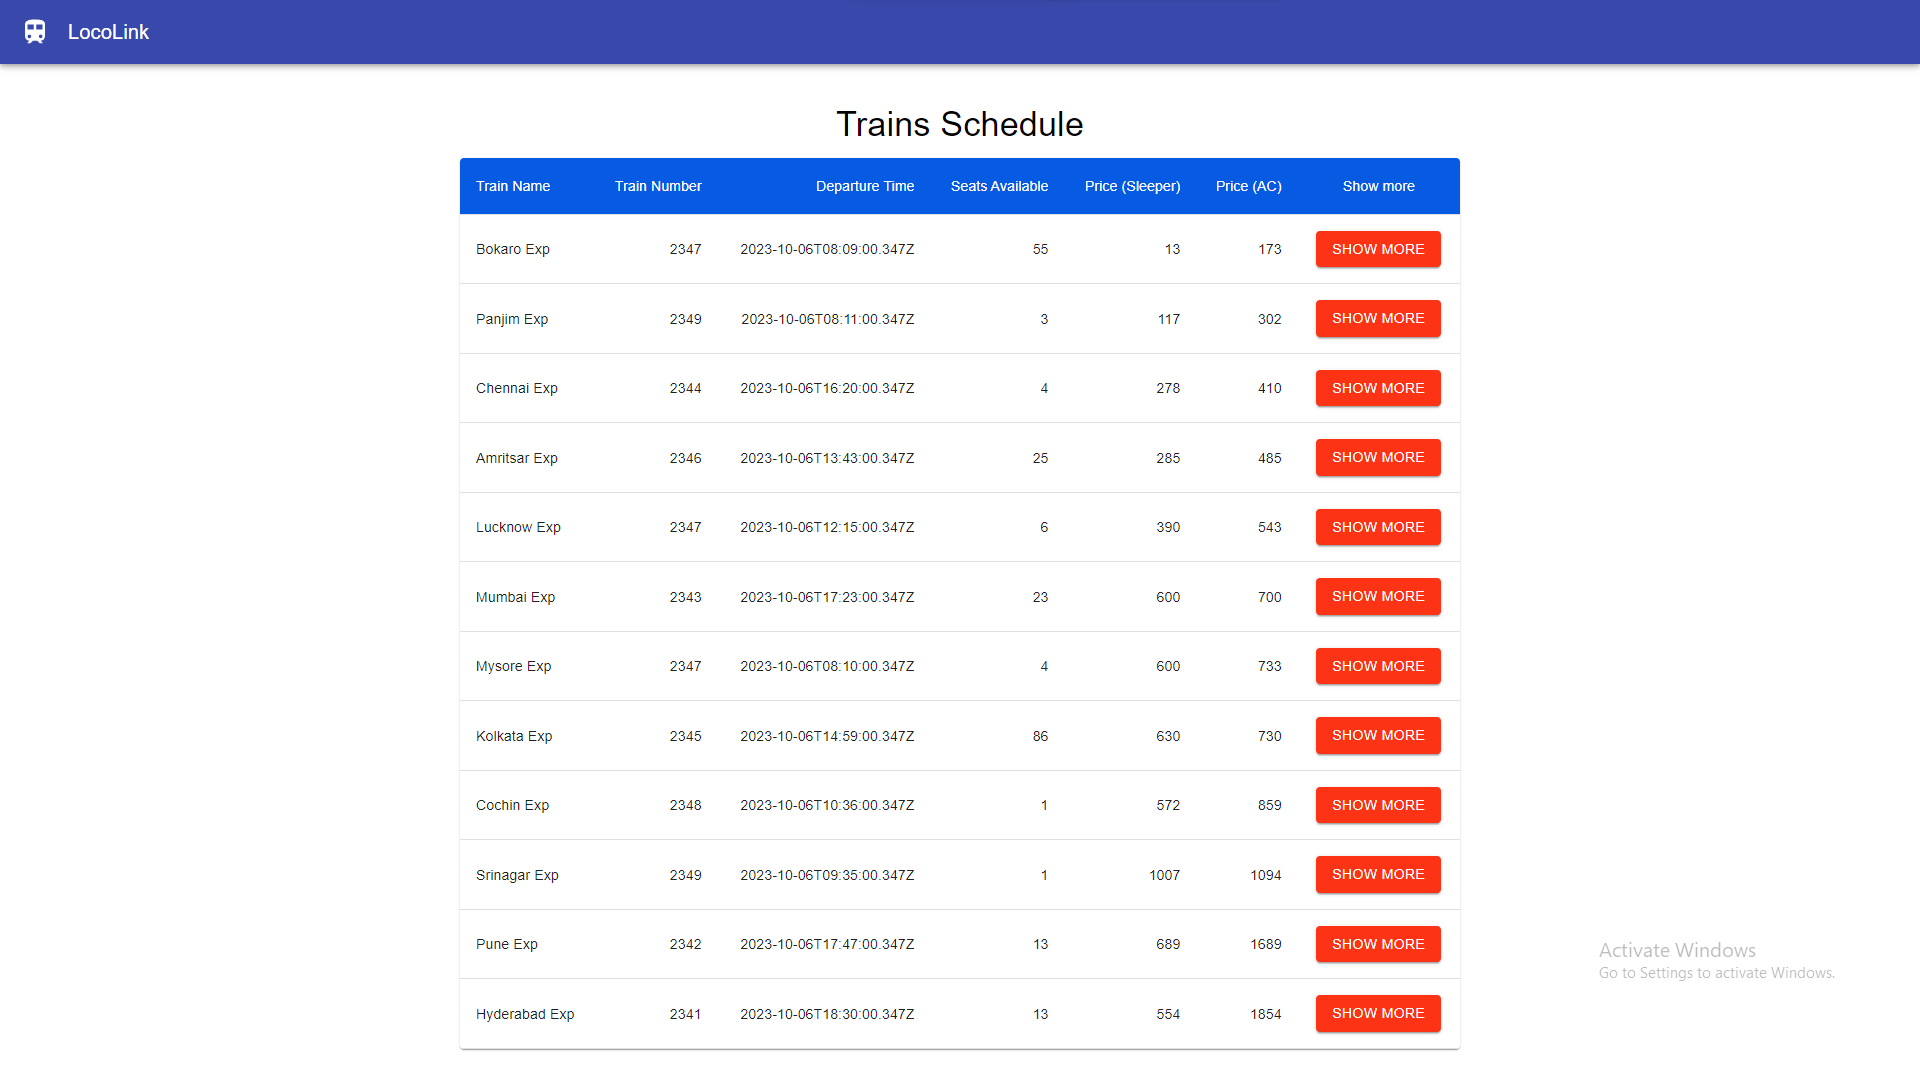 LocoLink
Trains Schedule
Train Name Train Number Departure Time Seats Available Price (Sleeper) Price (AC) Show more
Bokaro Exp 2347 2023-10-06T08:09:00.347Z 55 13 173 SHOW MORE
Panjim Exp 2349 2023-10-06T08:11:00.347Z 3 117 302 SHOW MORE
Chennai Exp 2344 2023-10-06T16:20:00.347Z 4 278 410 SHOW MORE
Amritsar Exp 2346 2023-10-06T13:43:00.347Z 25 285 485 SHOW MORE
Lucknow Exp 2347 2023-10-06T12:15:00.347Z 6 390 543 SHOW MORE
Mumbai Exp 2343 2023-10-06T17:23:00.347Z 23 600 700 SHOW MORE
Mysore Exp 2347 2023-10-06T08:10:00.347Z 4 600 733 SHOW MORE
Kolkata Exp 2345 2023-10-06T14:59:00.347Z 86 630 730 SHOW MORE
Cochin Exp 2348 2023-10-06T10:36:00.347Z 1 572 859 SHOW MORE
Srinagar Exp 2349 2023-10-06T09:35:00.347Z 1 1007 1094 SHOW MORE
Pune Exp 2342 2023-10-06T17:47:00.347Z 13 689 1689 SHOW MORE
Hyderabad Exp 2341 2023-10-06T18:30:00.347Z 13 554 1854 SHOW MORE
Activate Windows
Go to Settings to activate Windows.